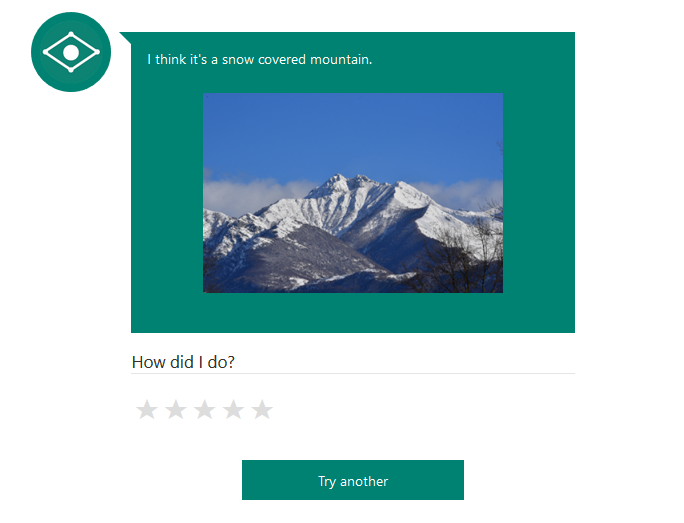 I think it's a snow covered mountain.
How did I do?
Try another